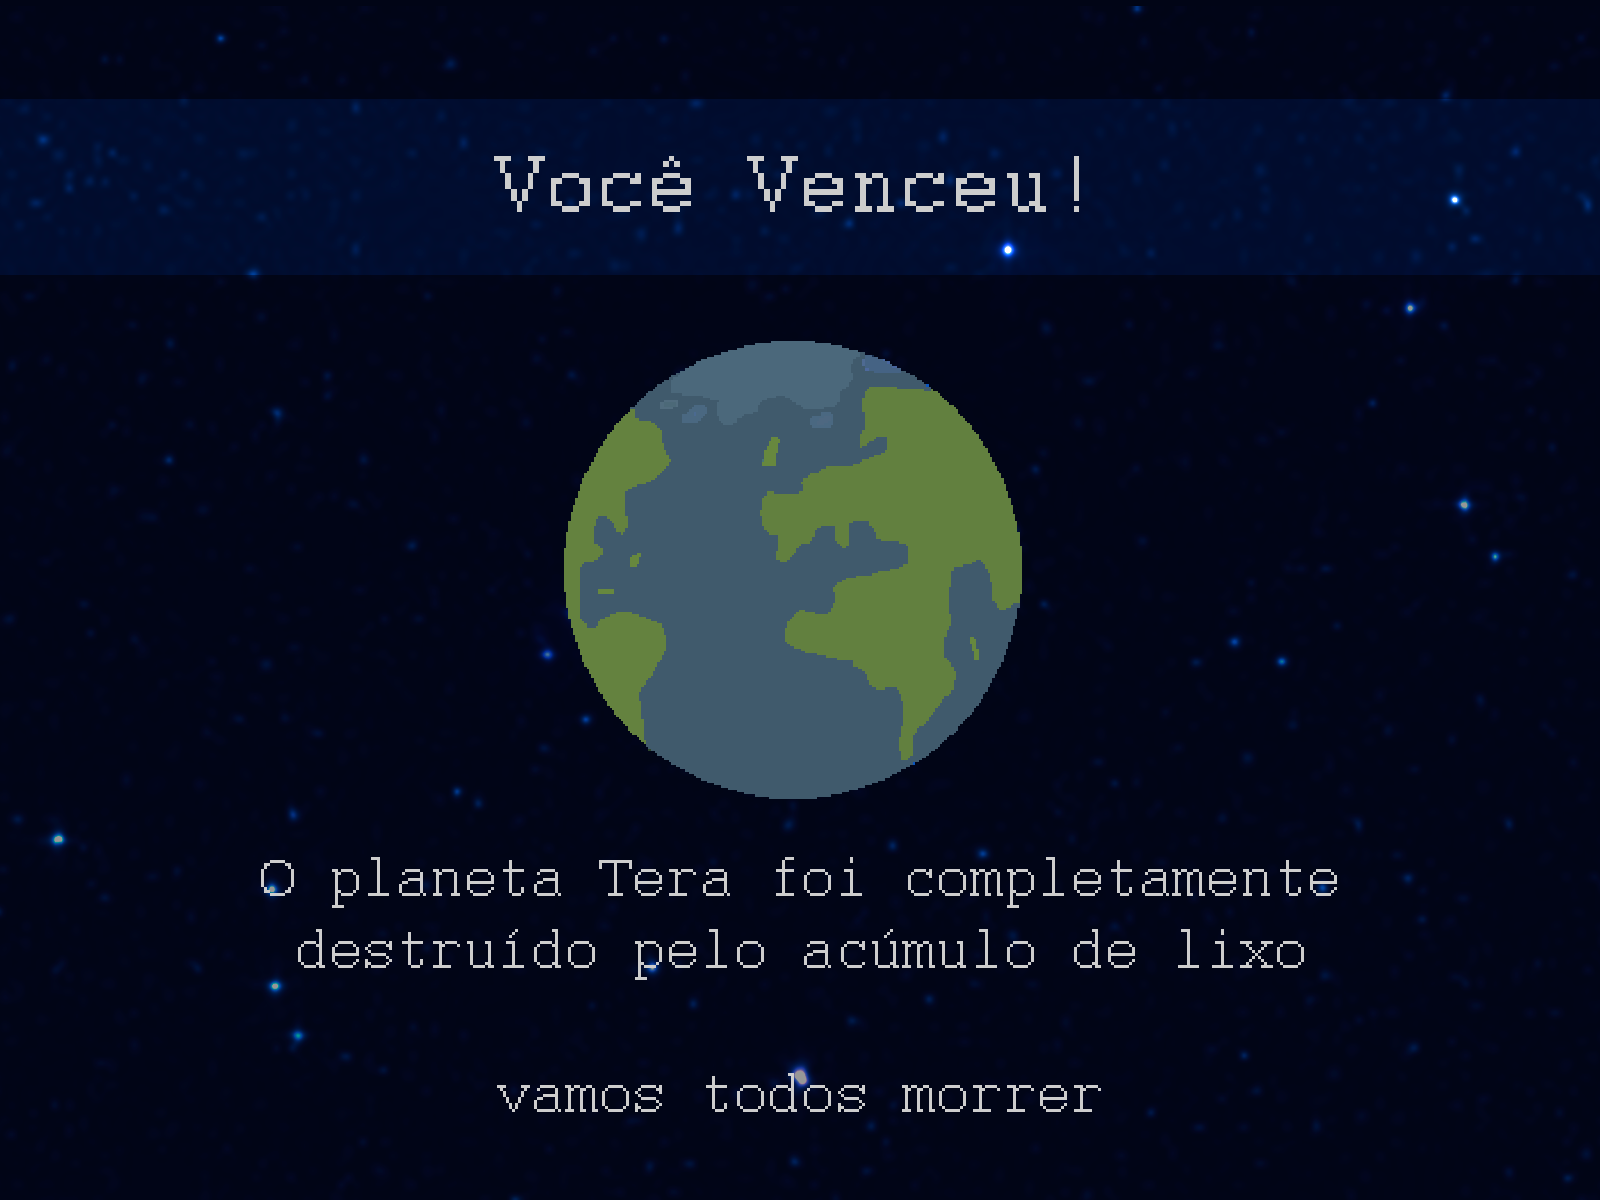 Você Venceu!
O planeta Tera foi completamente
destruído pelo acúmulo de lixo
vamos todos morrer